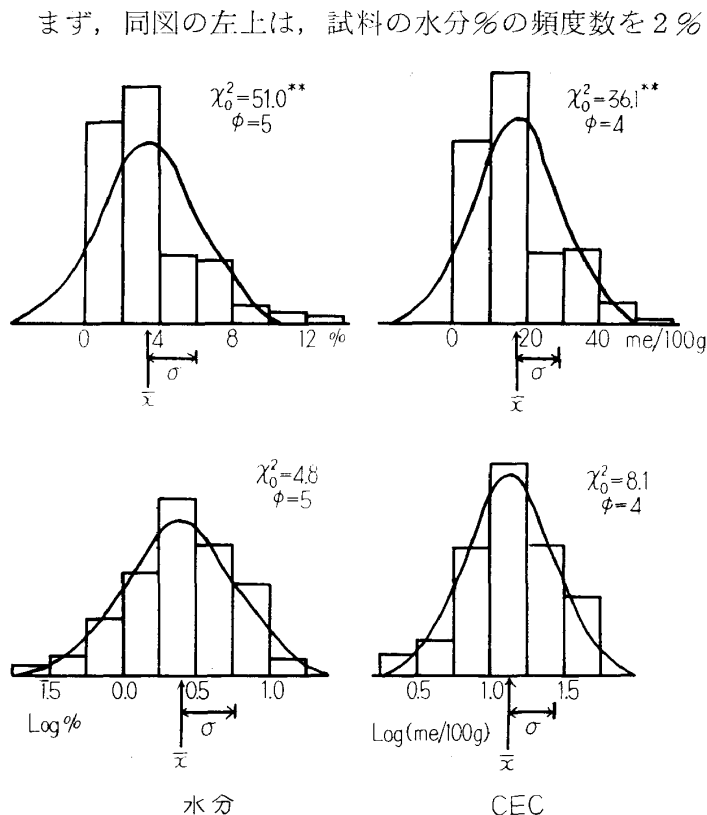 まず，同図の左上は，試料の水分％の頻度数を２％
χ₀²=51.0**
φ=5
0 4 8 12 %
σ
x̄
χ₀²=36.1**
φ=4
0 20 40 me/100g
σ
x̄
χ₀²=4.8
φ=5
1̄.5 0.0 0.5 1.0
Log %
σ
x̄
水分
χ₀²=8.1
φ=4
0.5 1.0 1.5
Log(me/100g)
σ
x̄
CEC